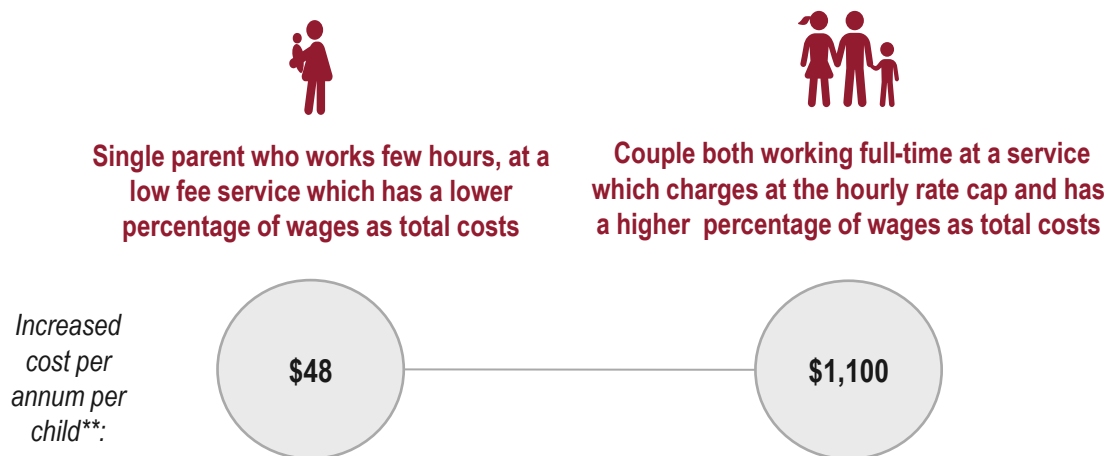 Single parent who works few hours, at a
low fee service which has a lower
percentage of wages as total costs
Couple both working full-time at a service
which charges at the hourly rate cap and has
a higher  percentage of wages as total costs
Increased
cost per
annum per
child**:
$48
$1,100